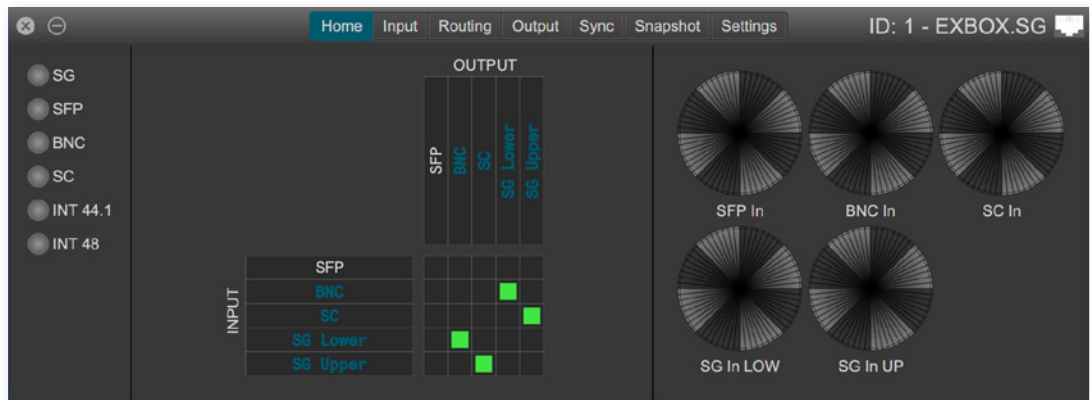 Home Input Routing Output Sync Snapshot Settings
ID: 1 - EXBOX.SG
SG
SFP
BNC
SC
INT 44.1
INT 48
OUTPUT
SFP
BNC
SC
SG Lower
SG Upper
INPUT
SFP
BNC
SC
SG Lower
SG Upper
SFP In
BNC In
SC In
SG In LOW
SG In UP